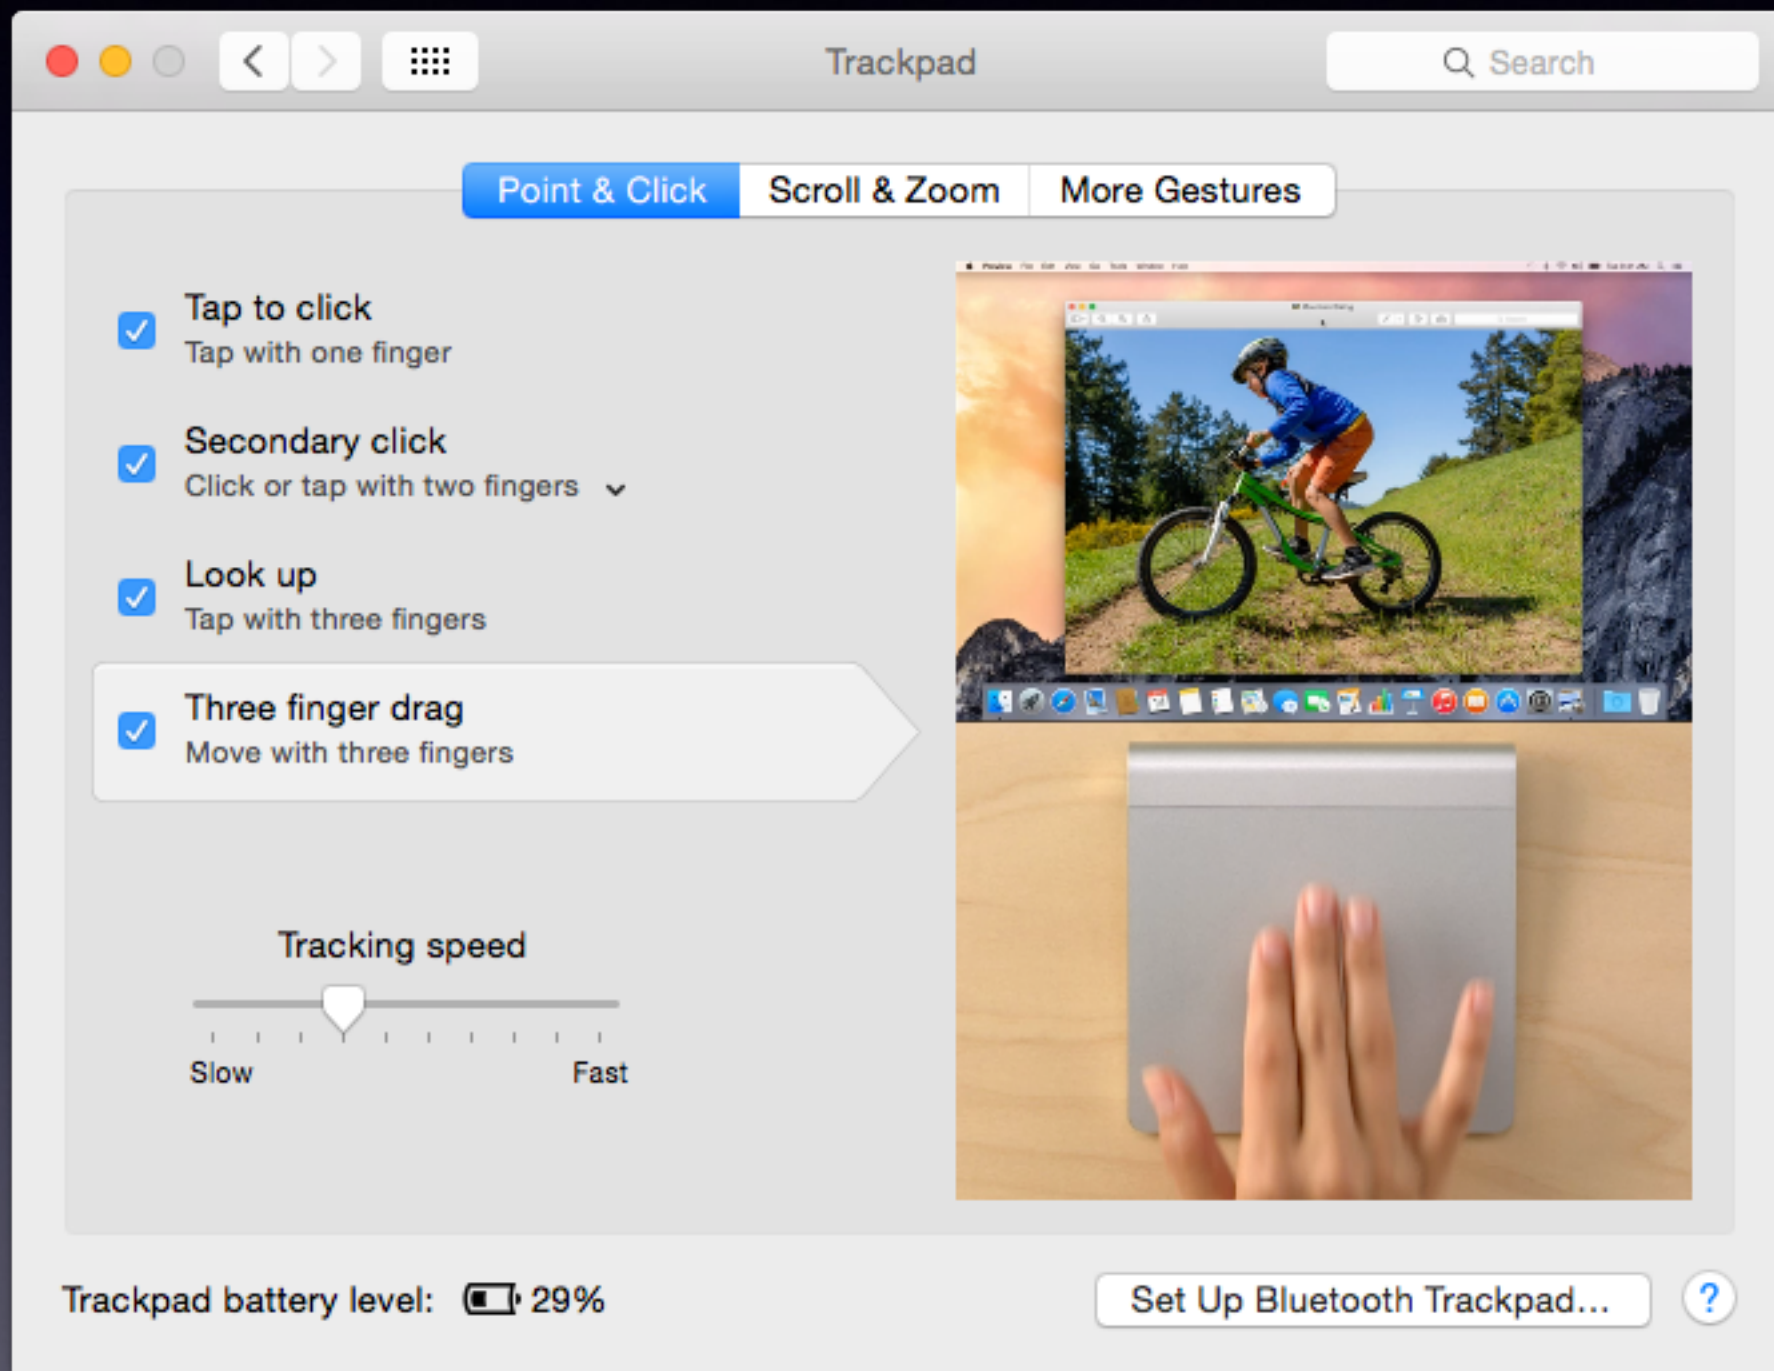 Trackpad
Search
Point & Click
Scroll & Zoom
More Gestures
Tap to click
Tap with one finger
Secondary click
Click or tap with two fingers
Look up
Tap with three fingers
Three finger drag
Move with three fingers
Tracking speed
Slow
Fast
Trackpad battery level: 29%
Set Up Bluetooth Trackpad...
?